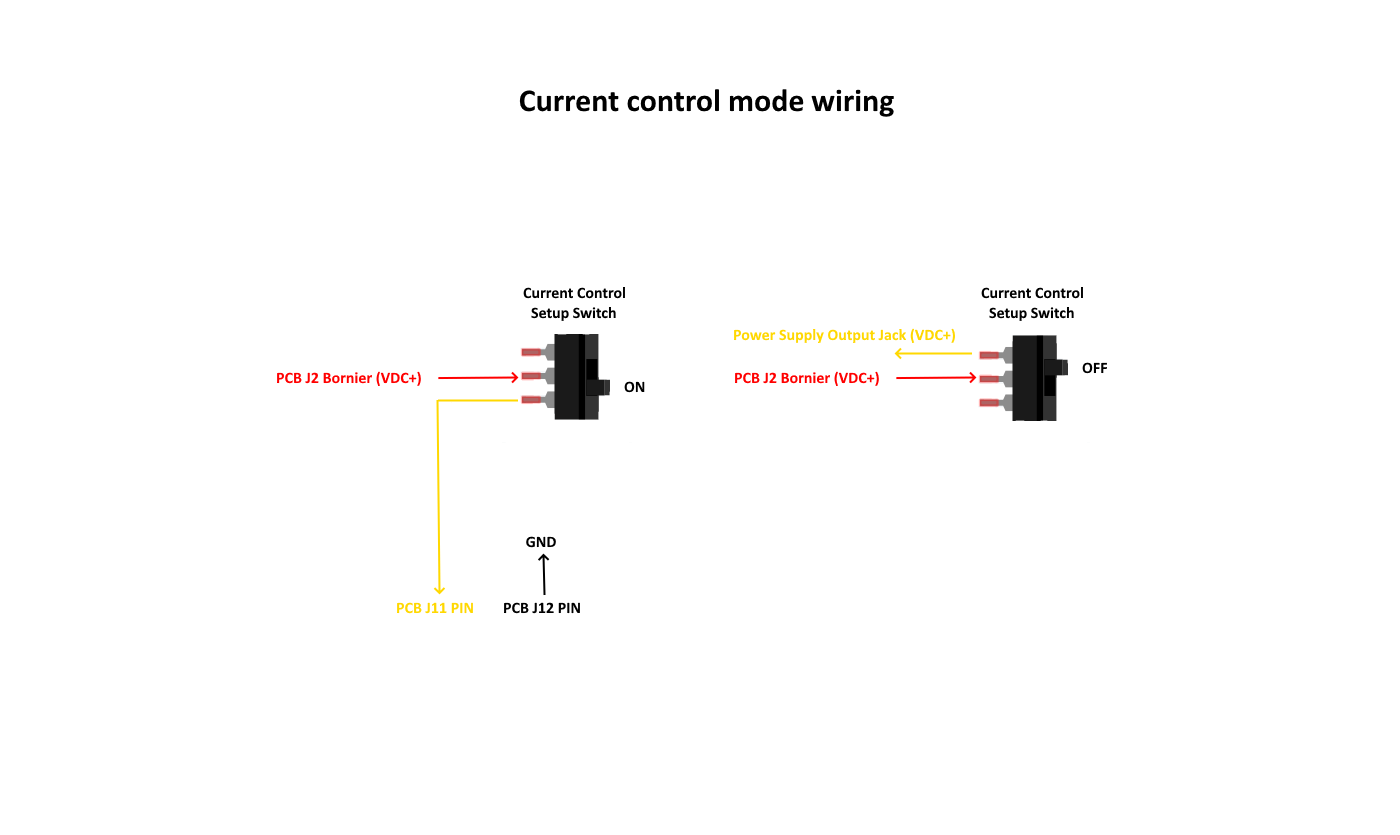 Current control mode wiring
Current Control
Setup Switch
PCB J2 Bornier (VDC+)
ON
PCB J11 PIN
GND
PCB J12 PIN
Current Control
Setup Switch
Power Supply Output Jack (VDC+)
PCB J2 Bornier (VDC+)
OFF